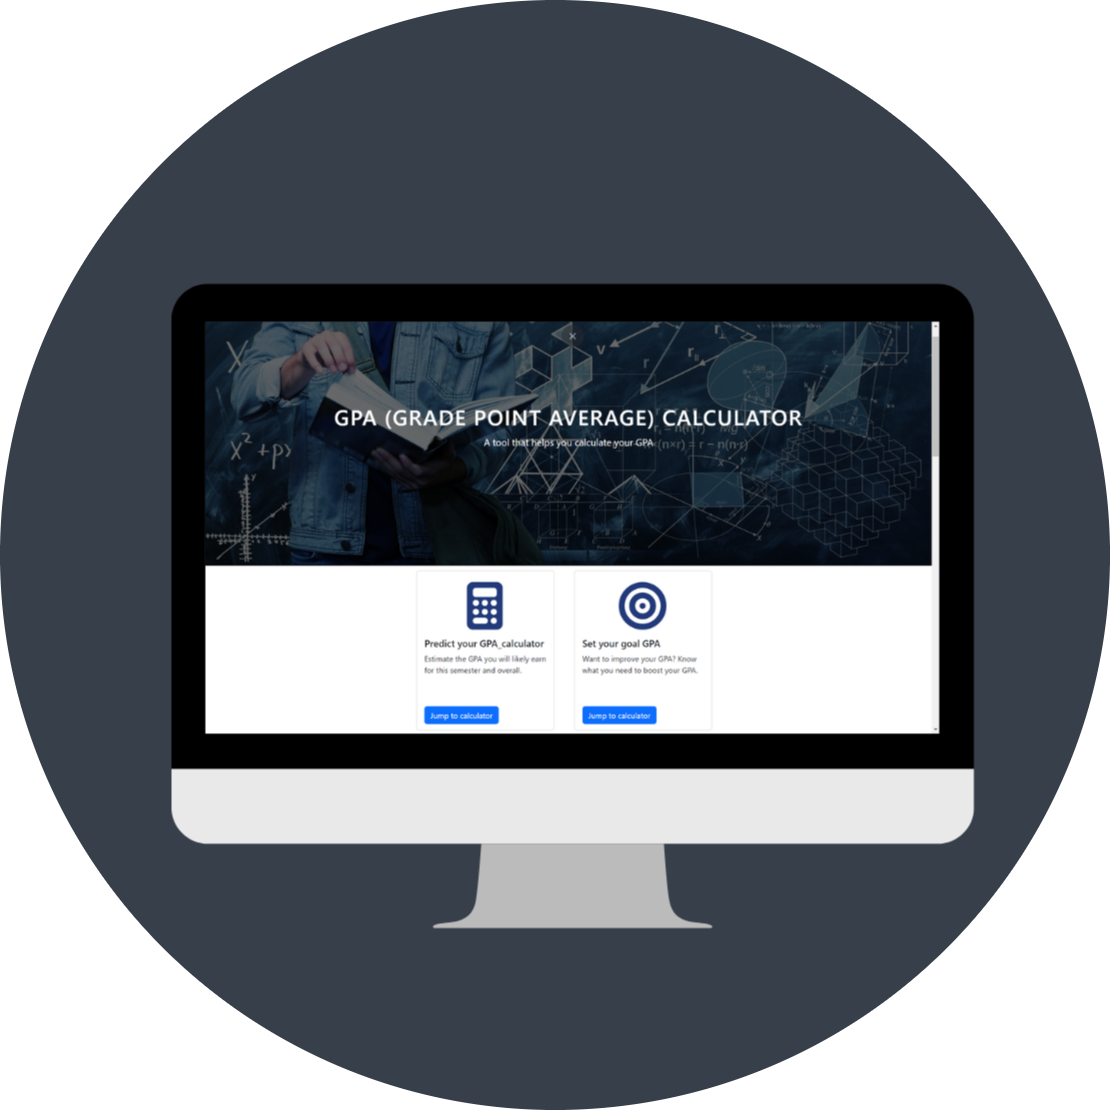 GPA (GRADE POINT AVERAGE) CALCULATOR
A tool that helps you calculate your GPA
X
V
r
x² + p
y
(n×r) = r – n(n·r)
Predict your GPA_calculator
Estimate the GPA you will likely earn
for this semester and overall.
Jump to calculator
Set your goal GPA
Want to improve your GPA? Know
what you need to boost your GPA.
Jump to calculator